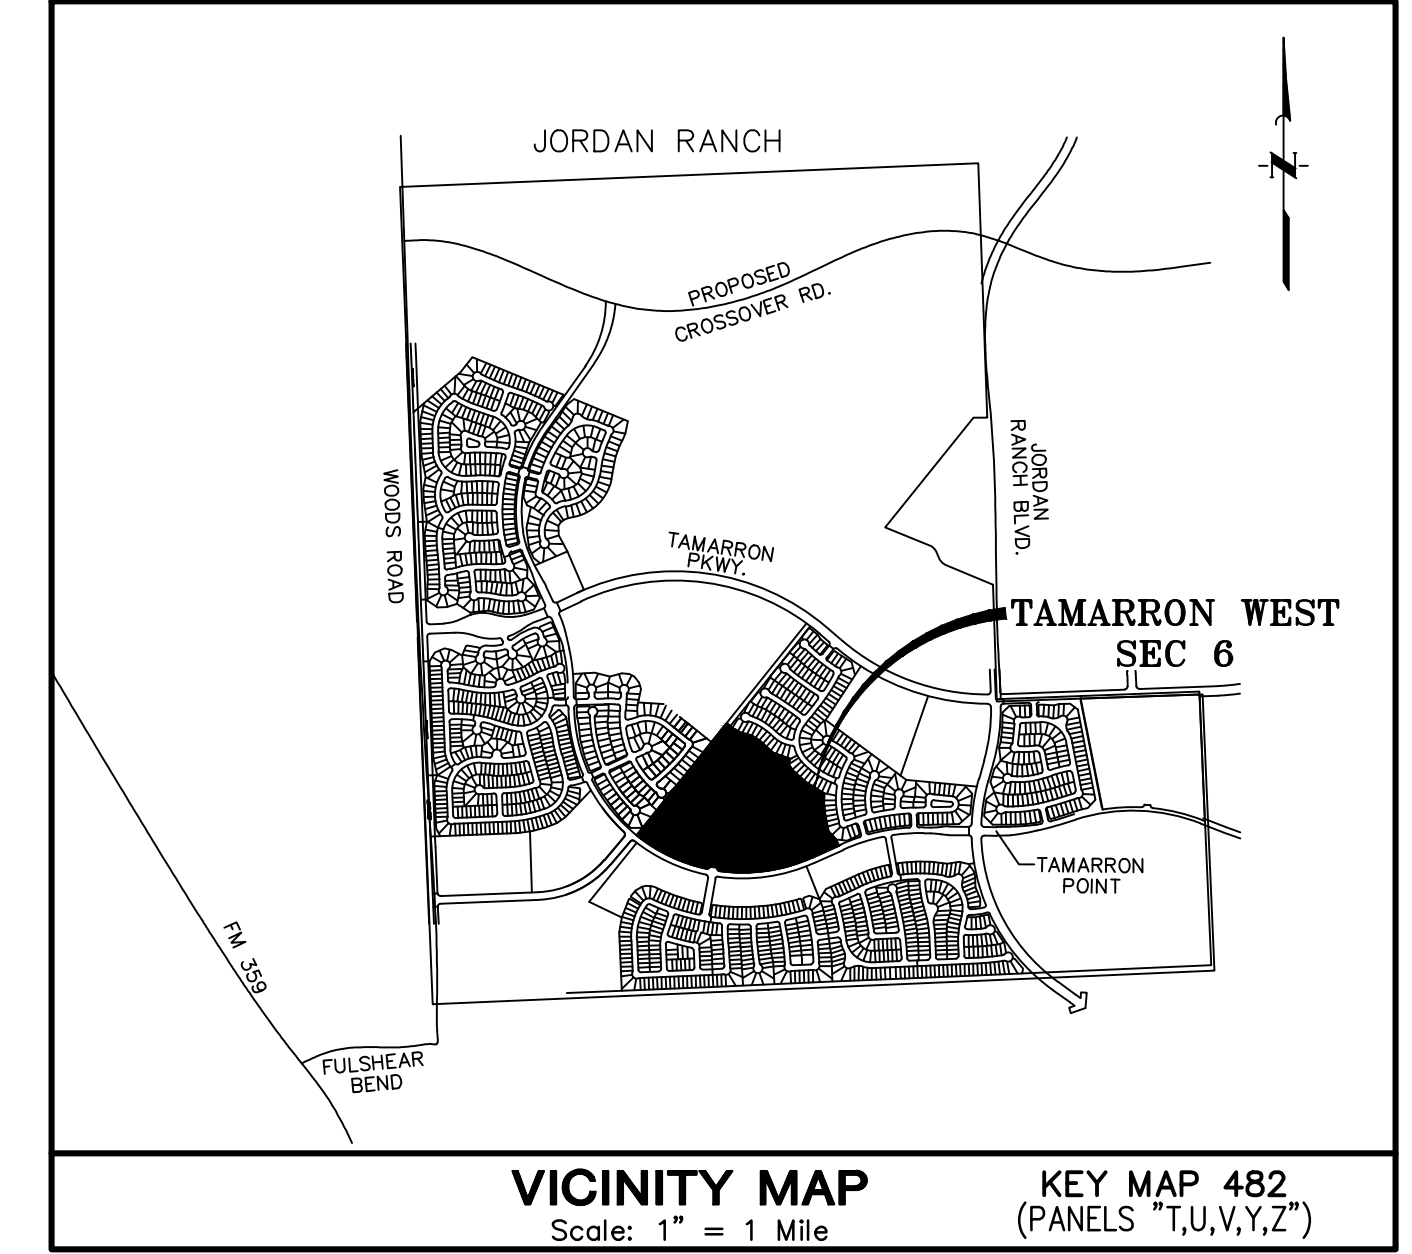 JORDAN RANCH
N
PROPOSED
CROSSOVER RD.
JORDAN
RANCH BLVD.
WOODS ROAD
TAMARRON
PKWY.
TAMARRON WEST
SEC 6
TAMARRON
POINT
FM 359
FULSHEAR
BEND
VICINITY MAP
Scale: 1" = 1 Mile
KEY MAP 482
(PANELS "T,U,V,Y,Z")